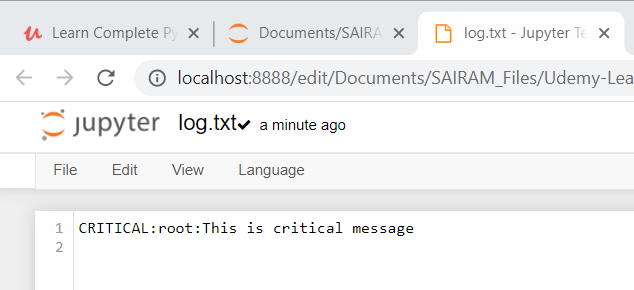 Learn Complete Py
Documents/SAIRA
log.txt - Jupyter Te
localhost:8888/edit/Documents/SAIRAM_Files/Udemy-Lea
jupyter log.txt a minute ago
File Edit View Language
1 CRITICAL:root:This is critical message
2